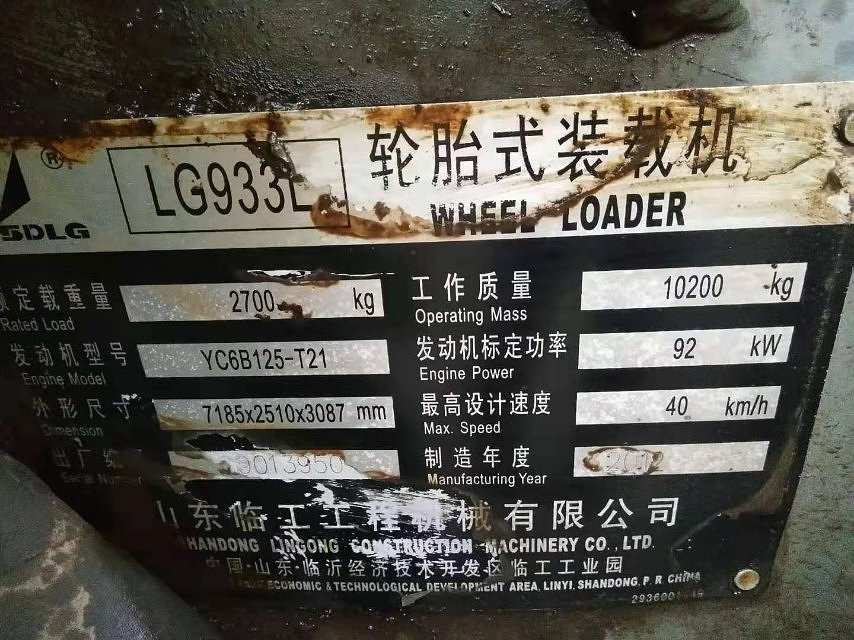 ® LG933L 轮胎式装载机
SDLG WHEEL LOADER
额定载重量 2700 kg 工作质量 10200 kg
Rated Load Operating Mass
发动机型号 YC6B125-T21 发动机标定功率 92 kW
Engine Model Engine Power
外形尺寸 7185x2510x3087 mm 最高设计速度 40 km/h
Dimension Max. Speed
出厂 9013950 制造年度
Serial Manufacturing Year
山东临工工程机械有限公司
SHANDONG LINGONG CONSTRUCTION MACHINERY CO., LTD.
中国·山东·临沂经济技术开发区临工工业园
ECONOMIC & TECHNOLOGICAL DEVELOPMENT AREA, LINYI, SHANDONG, P. R. CHINA